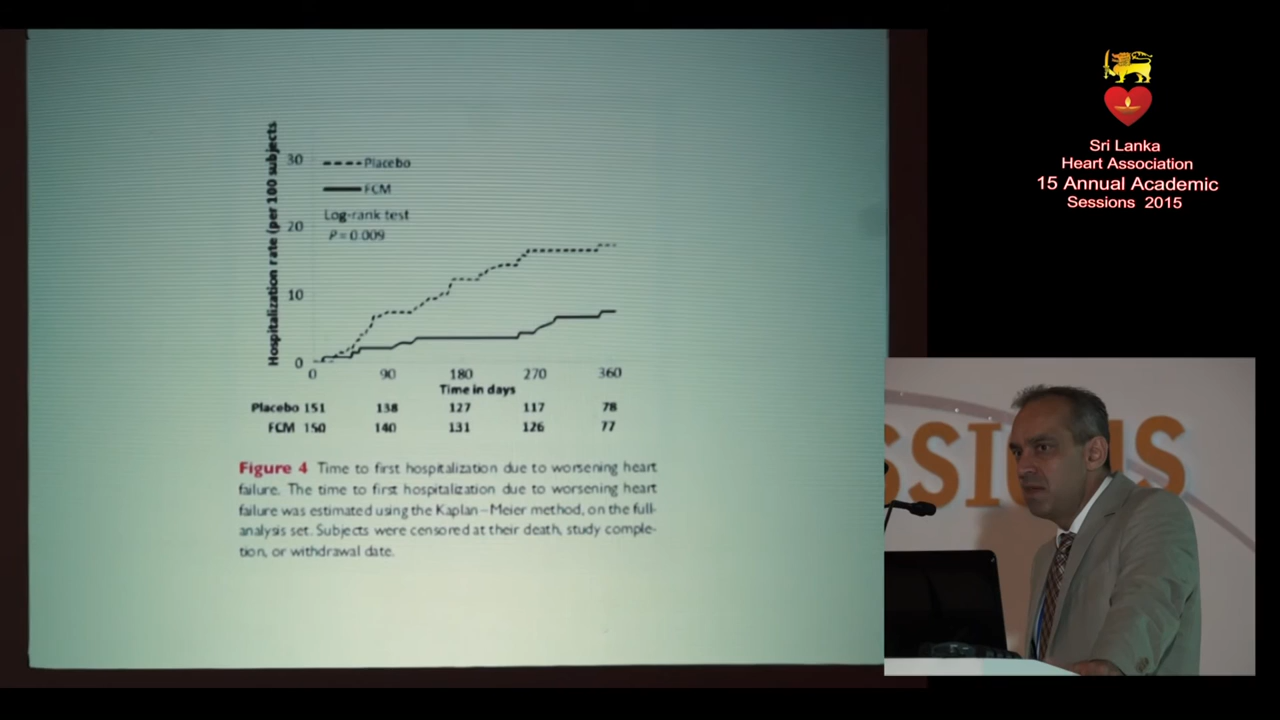 Hospitalization rate (per 100 subjects
30
20
10
0
Placebo
FCM
Log-rank test
P = 0.009
0 90 180 270 360
Time in days
Placebo 151 138 127 117 78
FCM 150 140 131 126 77
Figure 4 Time to first hospitalization due to worsening heart
failure. The time to first hospitalization due to worsening heart
failure was estimated using the Kaplan–Meier method, on the full-
analysis set. Subjects were censored at their death, study comple-
tion, or withdrawal date.
Sri Lanka
Heart Association
15 Annual Academic
Sessions 2015